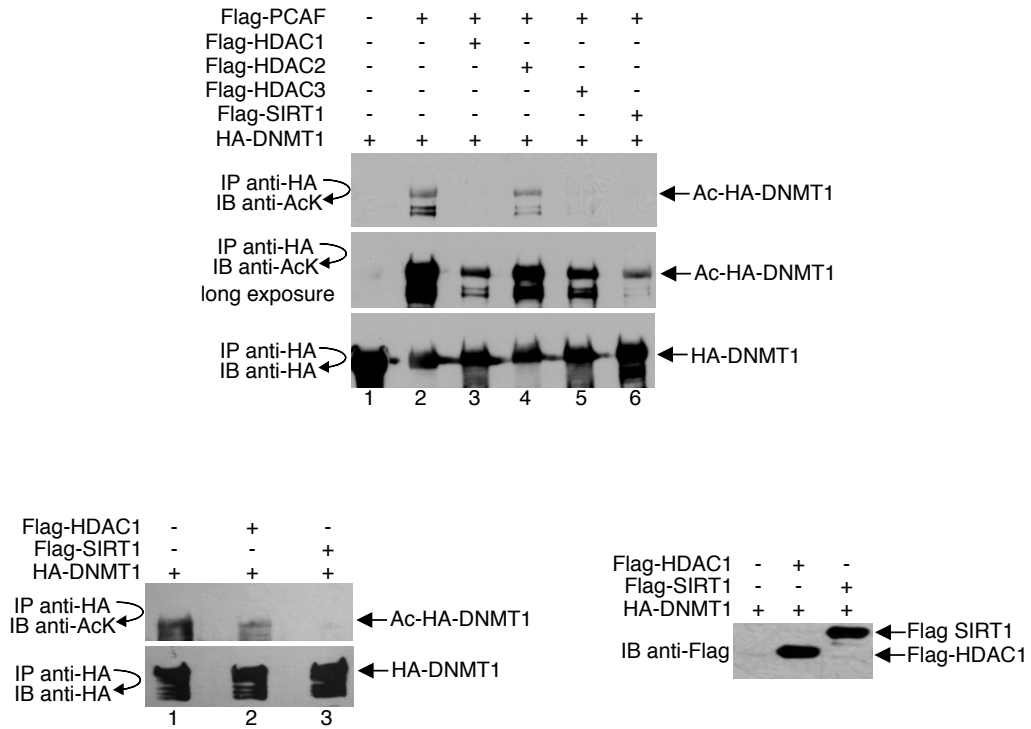 Flag-PCAF - + + + + +
Flag-HDAC1 - - + - - -
Flag-HDAC2 - - - + - -
Flag-HDAC3 - - - - + -
Flag-SIRT1 - - - - - +
HA-DNMT1 + + + + + +
IP anti-HA
IB anti-AcK
Ac-HA-DNMT1
IP anti-HA
IB anti-AcK
long exposure
Ac-HA-DNMT1
IP anti-HA
IB anti-HA
HA-DNMT1
1 2 3 4 5 6
Flag-HDAC1 - + -
Flag-SIRT1 - - +
HA-DNMT1 + + +
IP anti-HA
IB anti-AcK
Ac-HA-DNMT1
IP anti-HA
IB anti-HA
HA-DNMT1
1 2 3
Flag-HDAC1 - + -
Flag-SIRT1 - - +
HA-DNMT1 + + +
IB anti-Flag
Flag SIRT1
Flag-HDAC1